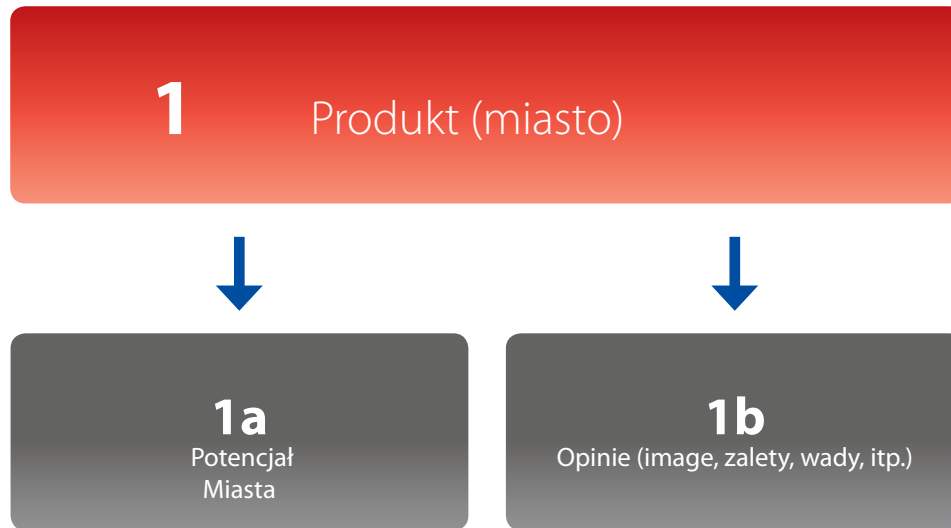 1 Produkt (miasto)
1a
Potencjał
Miasta
1b
Opinie (image, zalety, wady, itp.)